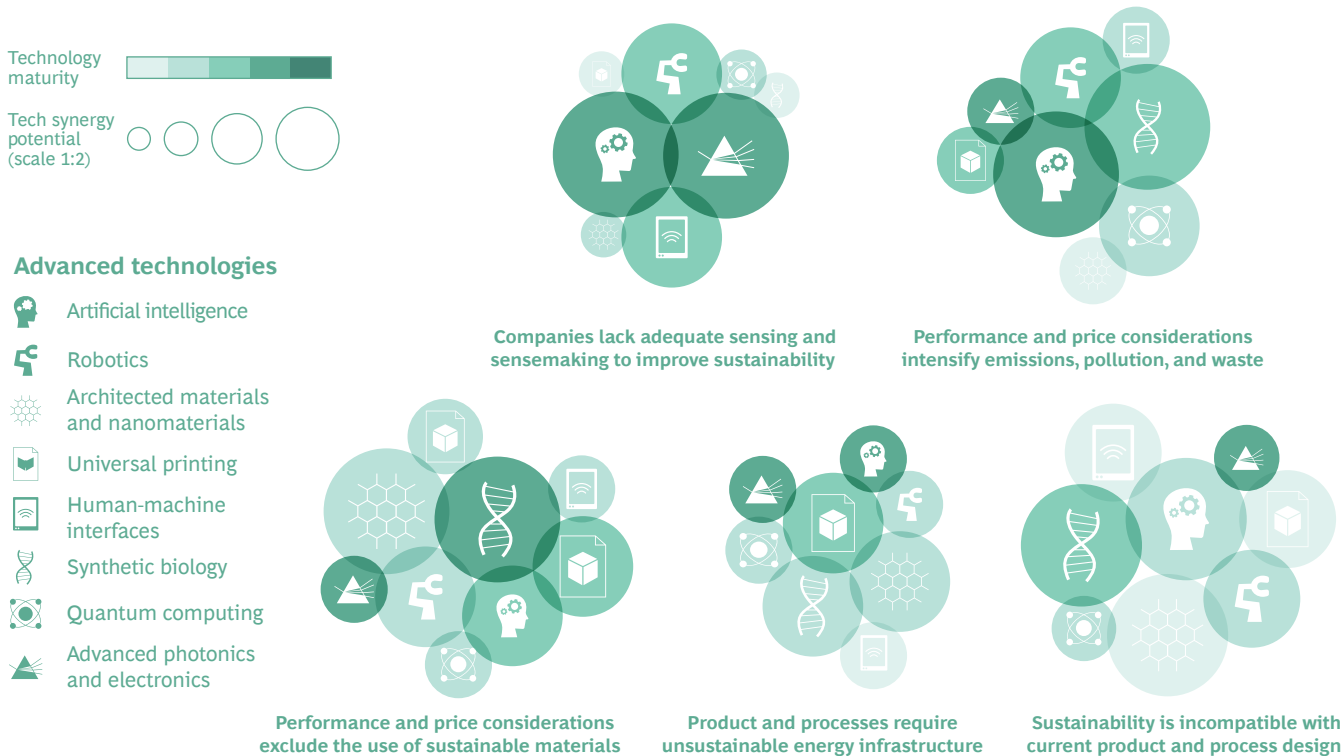 Technology
maturity
Tech synergy
potential
(scale 1:2)
Advanced technologies
Artificial intelligence
Robotics
Architected materials
and nanomaterials
Universal printing
Human-machine
interfaces
Synthetic biology
Quantum computing
Advanced photonics
and electronics
Companies lack adequate sensing and
sensemaking to improve sustainability
Performance and price considerations
intensify emissions, pollution, and waste
Performance and price considerations
exclude the use of sustainable materials
Product and processes require
unsustainable energy infrastructure
Sustainability is incompatible with
current product and process design